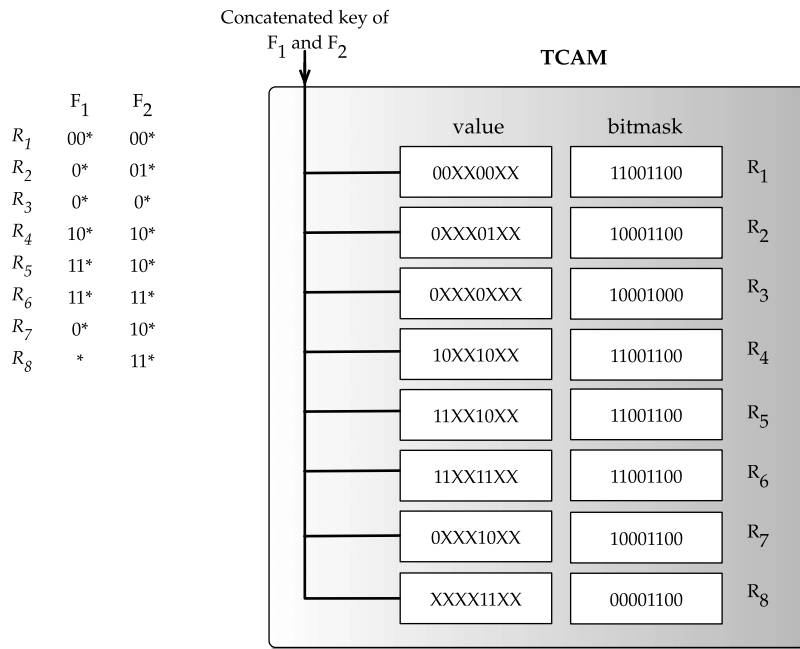 Concatenated key of
F1 and F2
TCAM
F1 F2
R1 00* 00*
R2 0* 01*
R3 0* 0*
R4 10* 10*
R5 11* 10*
R6 11* 11*
R7 0* 10*
R8 * 11*
value bitmask
00XX00XX 11001100 R1
0XXX01XX 10001100 R2
0XXX0XXX 10001000 R3
10XX10XX 11001100 R4
11XX10XX 11001100 R5
11XX11XX 11001100 R6
0XXX10XX 10001100 R7
XXXX11XX 00001100 R8